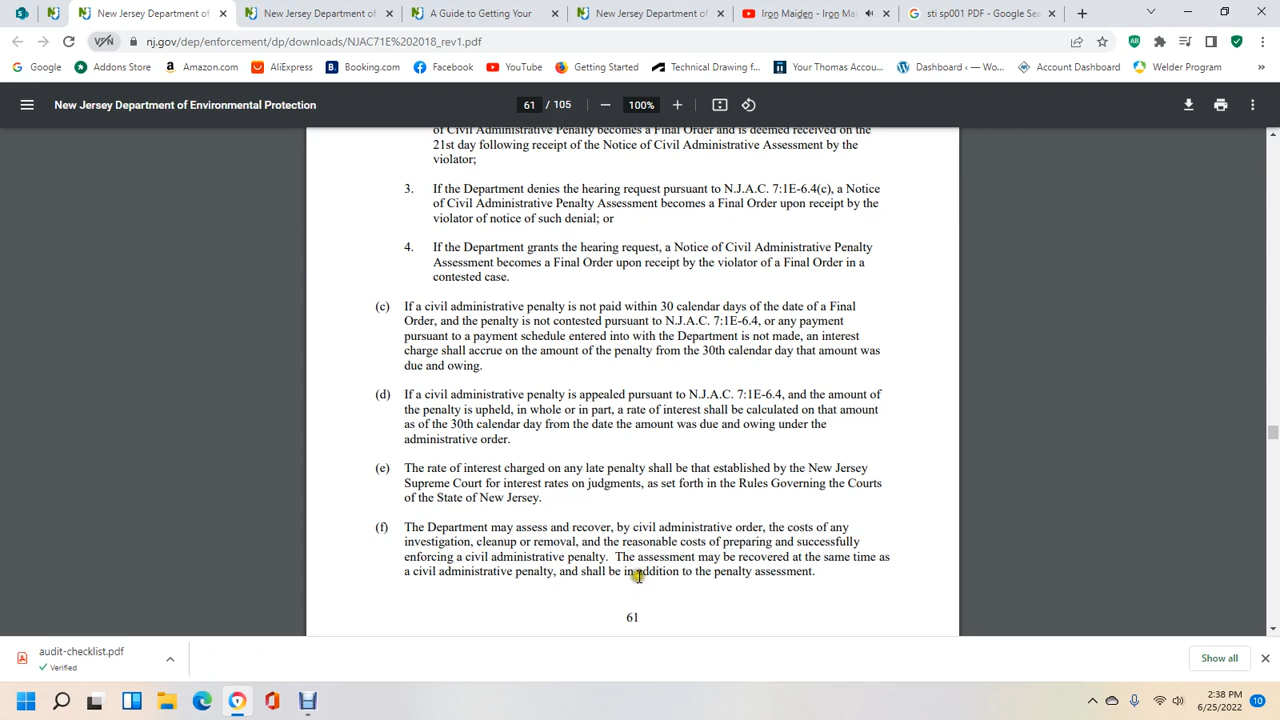 New Jersey Department of
New Jersey Department of
A Guide to Getting
New Jersey Department of
Iron Maiden - Iron Mai
sti sp001 PDF - Google Sea
VPN
nj.gov/dep/enforcement/dp/downloads/NJAC71E%202018_rev1.pdf
Google
Addons Store
Amazon.com
AliExpress
Booking.com
Facebook
YouTube
Getting Started
Technical Drawing f...
Your Thomas Accou...
Dashboard ‹ — Wo...
Account Dashboard
Welder Program
»
New Jersey Department of Environmental Protection
61 / 105
100%
of Civil Administrative Penalty becomes a Final Order and is deemed received on the
21st day following receipt of the Notice of Civil Administrative Assessment by the
violator;
3. If the Department denies the hearing request pursuant to N.J.A.C. 7:1E-6.4(c), a Notice
of Civil Administrative Penalty Assessment becomes a Final Order upon receipt by the
violator of notice of such denial; or
4. If the Department grants the hearing request, a Notice of Civil Administrative Penalty
Assessment becomes a Final Order upon receipt by the violator of a Final Order in a
contested case.
(c) If a civil administrative penalty is not paid within 30 calendar days of the date of a Final
Order, and the penalty is not contested pursuant to N.J.A.C. 7:1E-6.4, or any payment
pursuant to a payment schedule entered into with the Department is not made, an interest
charge shall accrue on the amount of the penalty from the 30th calendar day that amount was
due and owing.
(d) If a civil administrative penalty is appealed pursuant to N.J.A.C. 7:1E-6.4, and the amount of
the penalty is upheld, in whole or in part, a rate of interest shall be calculated on that amount
as of the 30th calendar day from the date the amount was due and owing under the
administrative order.
(e) The rate of interest charged on any late penalty shall be that established by the New Jersey
Supreme Court for interest rates on judgments, as set forth in the Rules Governing the Courts
of the State of New Jersey.
(f) The Department may assess and recover, by civil administrative order, the costs of any
investigation, cleanup or removal, and the reasonable costs of preparing and successfully
enforcing a civil administrative penalty. The assessment may be recovered at the same time as
a civil administrative penalty, and shall be in addition to the penalty assessment.
61
audit-checklist.pdf
Verified
Show all
2:38 PM
6/25/2022
10